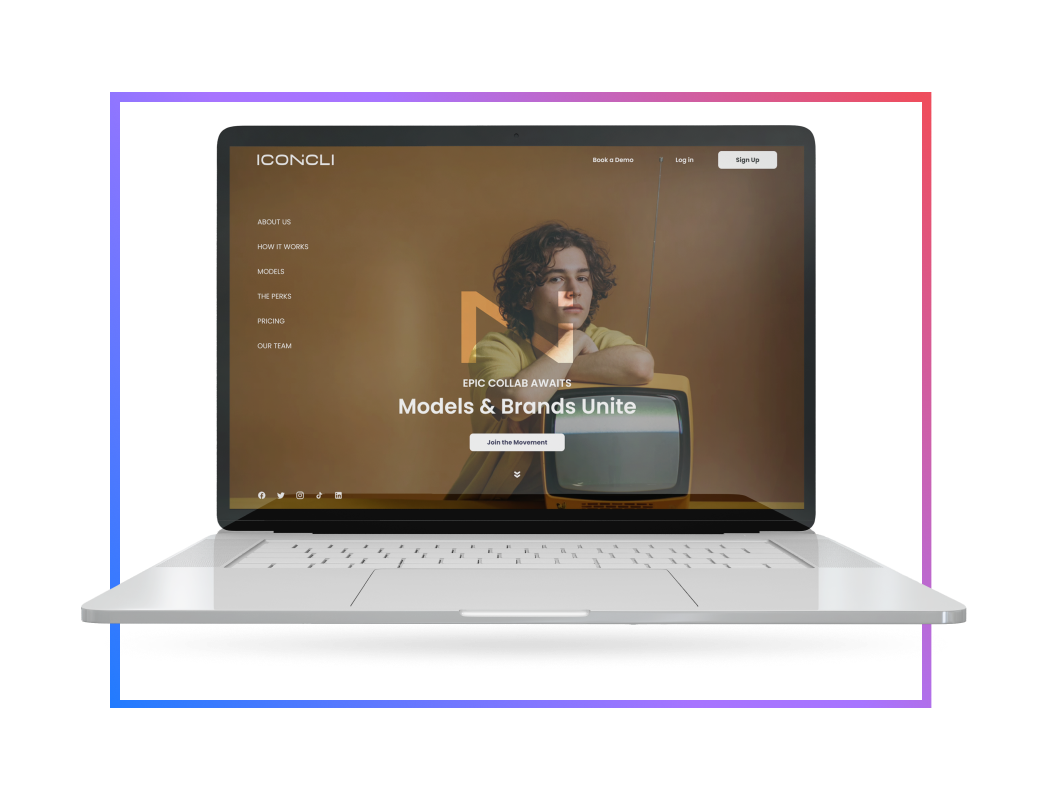 ICONCLI
Book a Demo
Log in
Sign Up
ABOUT US
HOW IT WORKS
MODELS
THE PERKS
PRICING
OUR TEAM
N
EPIC COLLAB AWAITS
Models & Brands Unite
Join the Movement